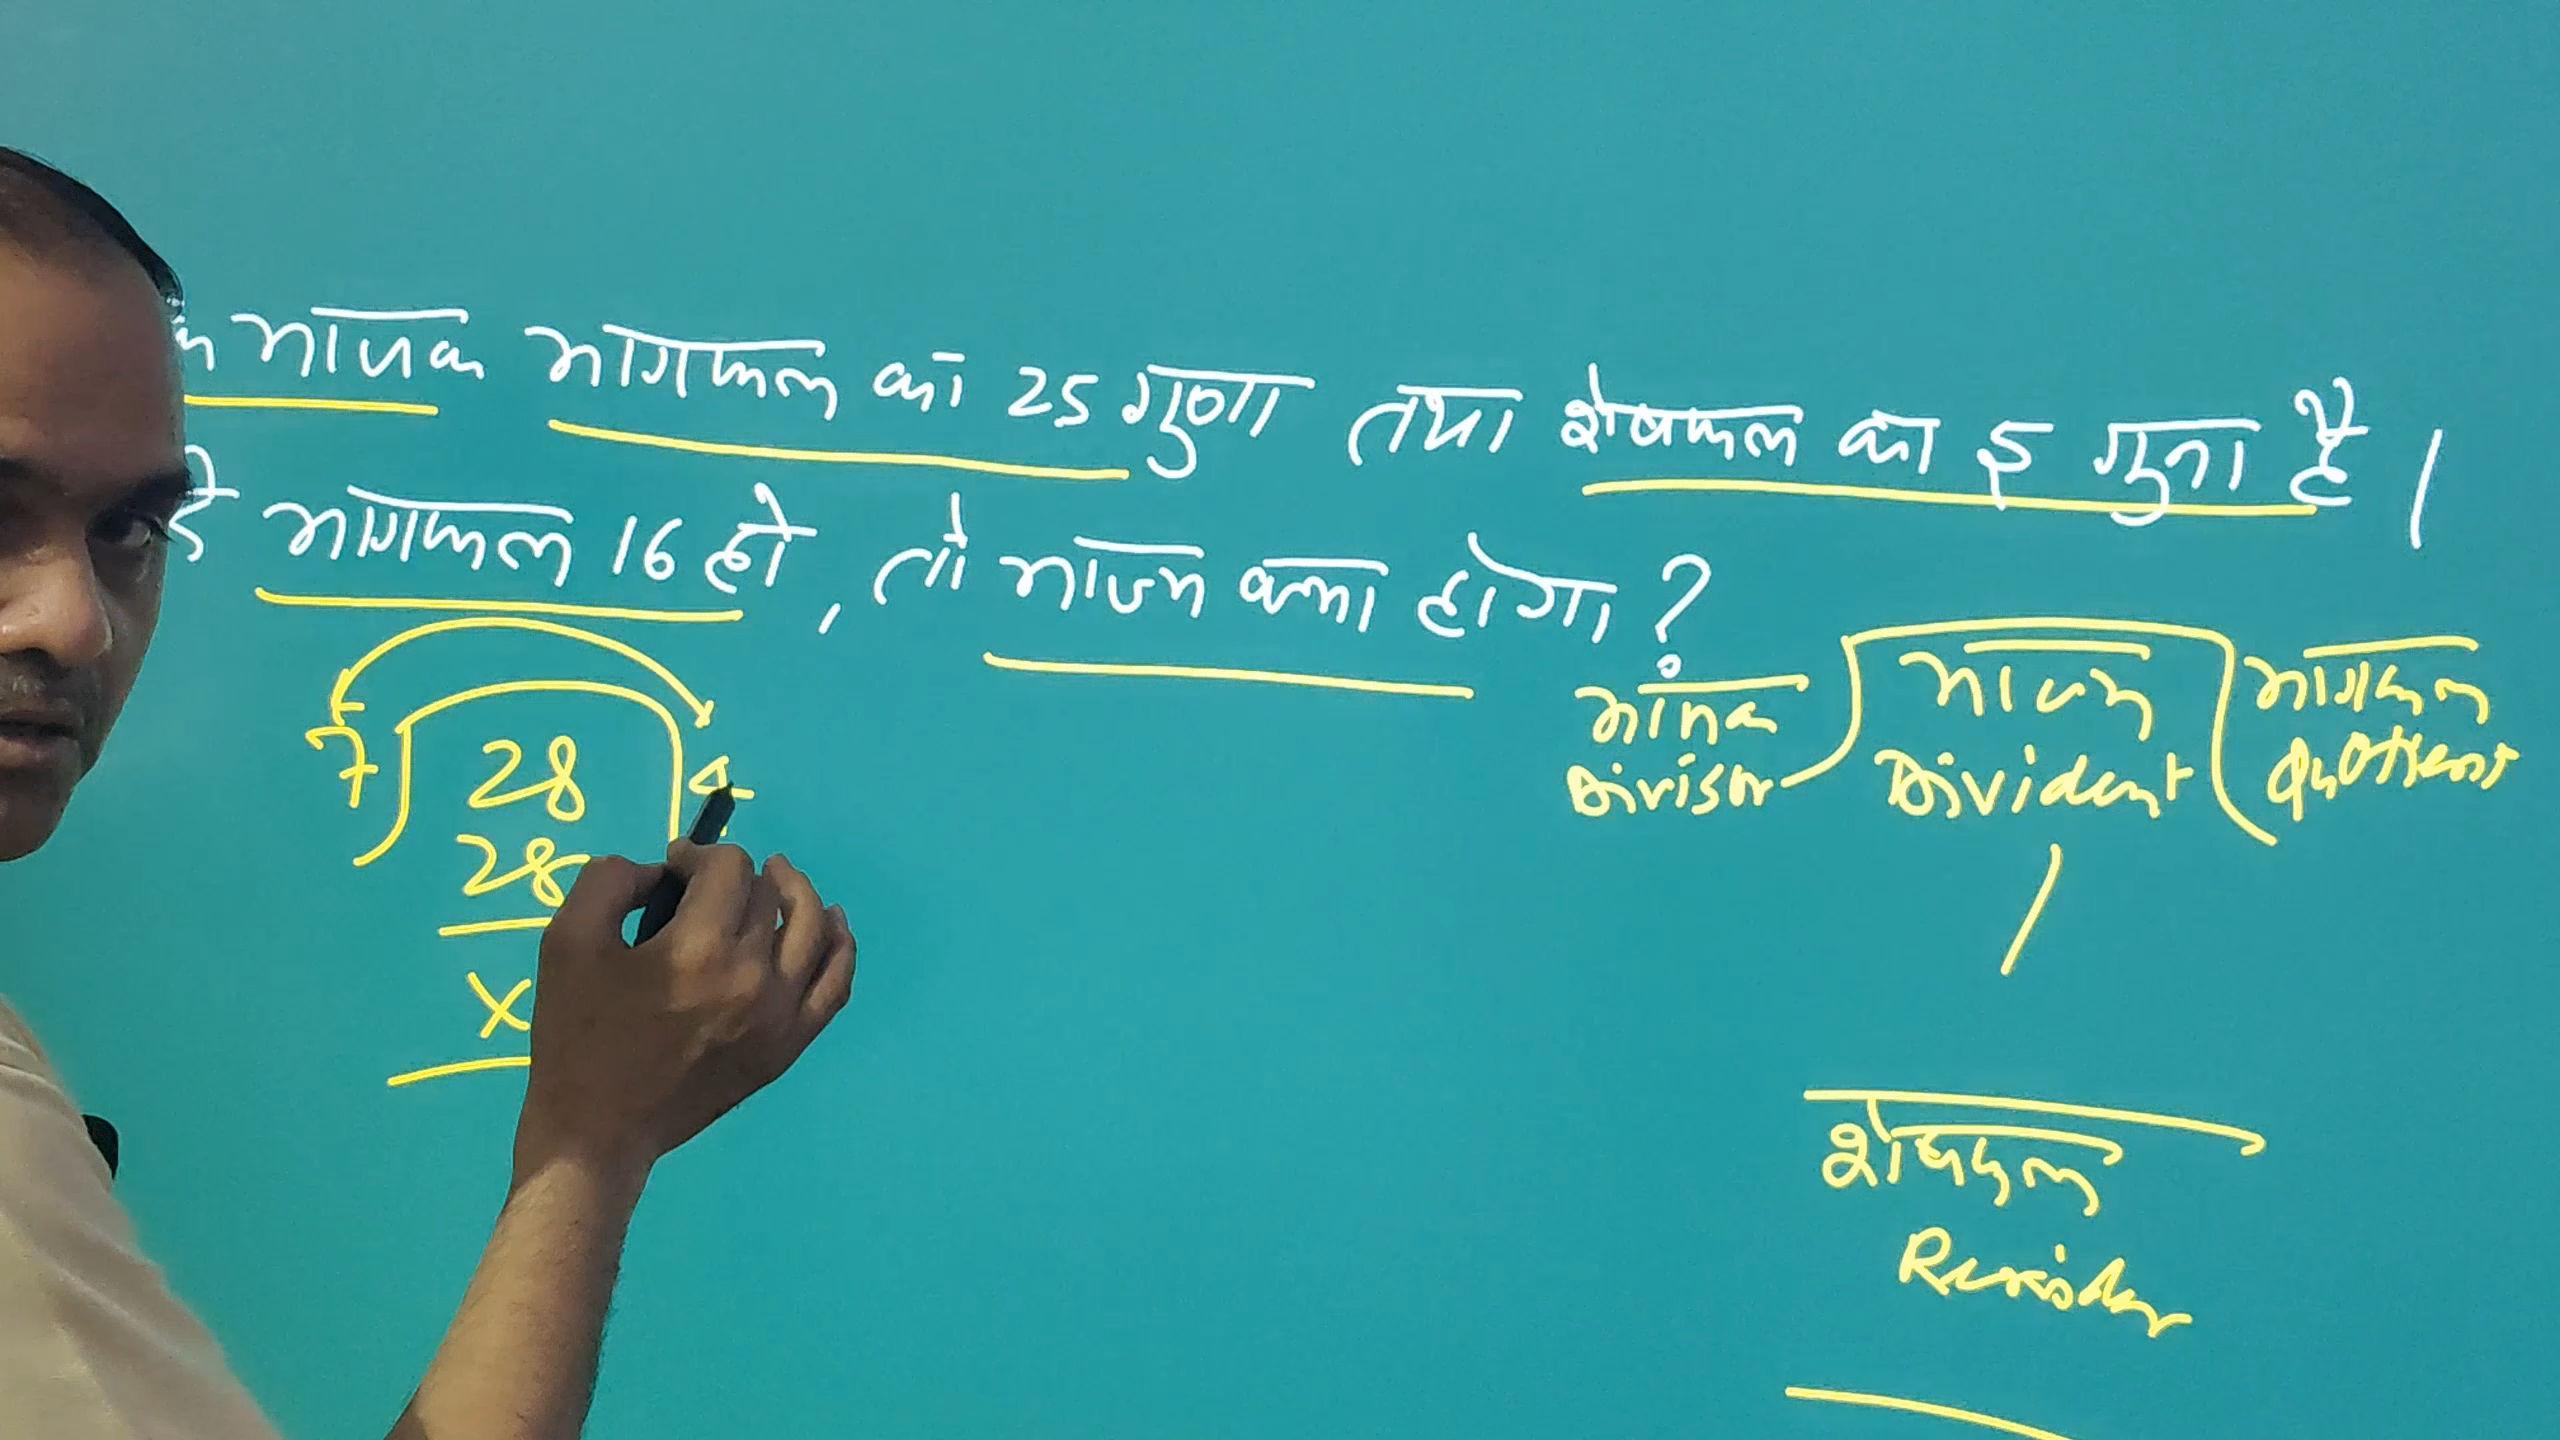 भाजक भागफल का 25 गुणा तथा शेषफल का 5 गुना है।
भागफल 16 हो, तो भाज्य क्या होगा?
7 28 4
28
x
भाजक भाज्य भागफल
Divisor Divident Quotient
शेषफल